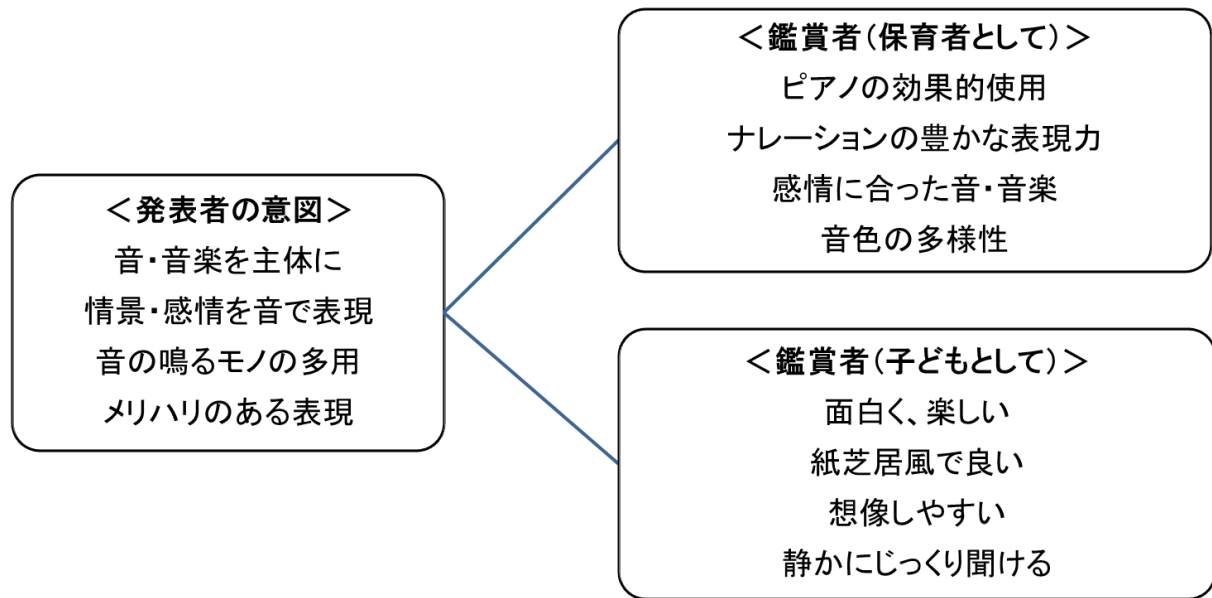 ＜発表者の意図＞
音・音楽を主体に
情景・感情を音で表現
音の鳴るモノの多用
メリハリのある表現
＜鑑賞者（保育者として）＞
ピアノの効果的使用
ナレーションの豊かな表現力
感情に合った音・音楽
音色の多様性
＜鑑賞者（子どもとして）＞
面白く、楽しい
紙芝居風で良い
想像しやすい
静かにじっくり聞ける